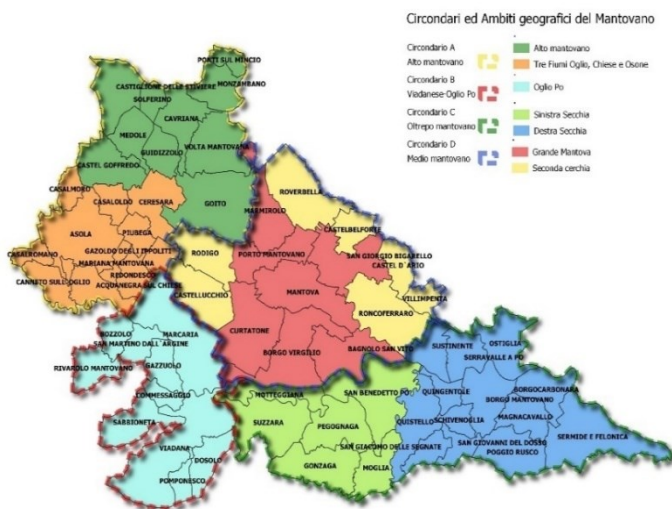 Circondari ed Ambiti geografici del Mantovano
Circondario A
Alto mantovano
Alto mantovano
Tre Fiumi Oglio, Chiese e Osone
Circondario B
Viadanese-Oglio Po
Oglio Po
Circondario C
Oltrepo mantovano
Sinistra Secchia
Destra Secchia
Circondario D
Medio mantovano
Grande Mantova
Seconda cerchia
PONTI SUL MINCIO
CASTIGLIONE DELLE STIVIERE
MONZAMBANO
SOLFERINO
CAVRIANA
MEDOLE
VOLTA MANTOVANA
GUIDIZZOLO
CASTEL GOFFREDO
CASALMORO
CASALOLDO
CERESARA
GOITO
ROVERBELLA
MARMIROLO
CASTELBELFORTE
ASOLA
PIUBEGA
GAZOLDO DEGLI IPPOLITI
CASALROMANO
MARIANA MANTOVANA
REDONDESCO
CANNETO SULL'OGLIO
ACQUANEGRA SUL CHIESE
RODIGO
PORTO MANTOVANO
SAN GIORGIO BIGARELLO
CASTEL D'ARIO
CASTELLUCCHIO
MANTOVA
VILLIMPENTA
RONCOFERRARO
BOZZOLO
MARCARIA
SAN MARTINO DALL'ARGINE
CURTATONE
BORGO VIRGILIO
BAGNOLO SAN VITO
RIVAROLO MANTOVANO
GAZZUOLO
SUSTINENTE
OSTIGLIA
SERRAVALLE A PO
COMMESSAGGIO
MOTTEGGIANA
SAN BENEDETTO PO
QUINGENTOLE
BORGOCARBONARA
BORGO MANTOVANO
SABBIONETA
SUZZARA
PEGOGNAGA
QUISTELLO
SCHIVENOGLIA
MAGNACAVALLO
SERMIDE E FELONICA
VIADANA
DOSOLO
POMPONESCO
GONZAGA
SAN GIACOMO DELLE SEGNATE
MOGLIA
SAN GIOVANNI DEL DOSSO
POGGIO RUSCO